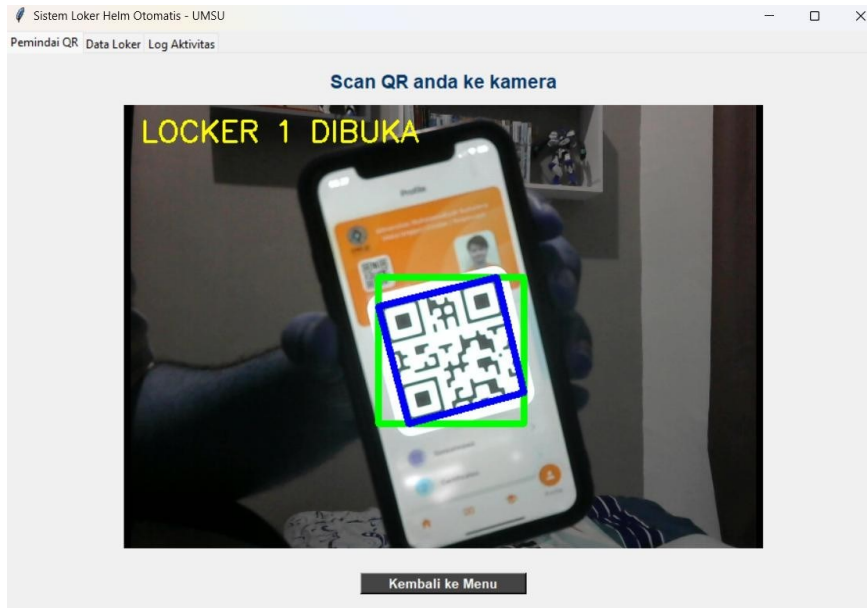 Sistem Loker Helm Otomatis - UMSU
Pemindai QR Data Loker Log Aktivitas
Scan QR anda ke kamera
LOCKER 1 DIBUKA
Profile
Kembali ke Menu